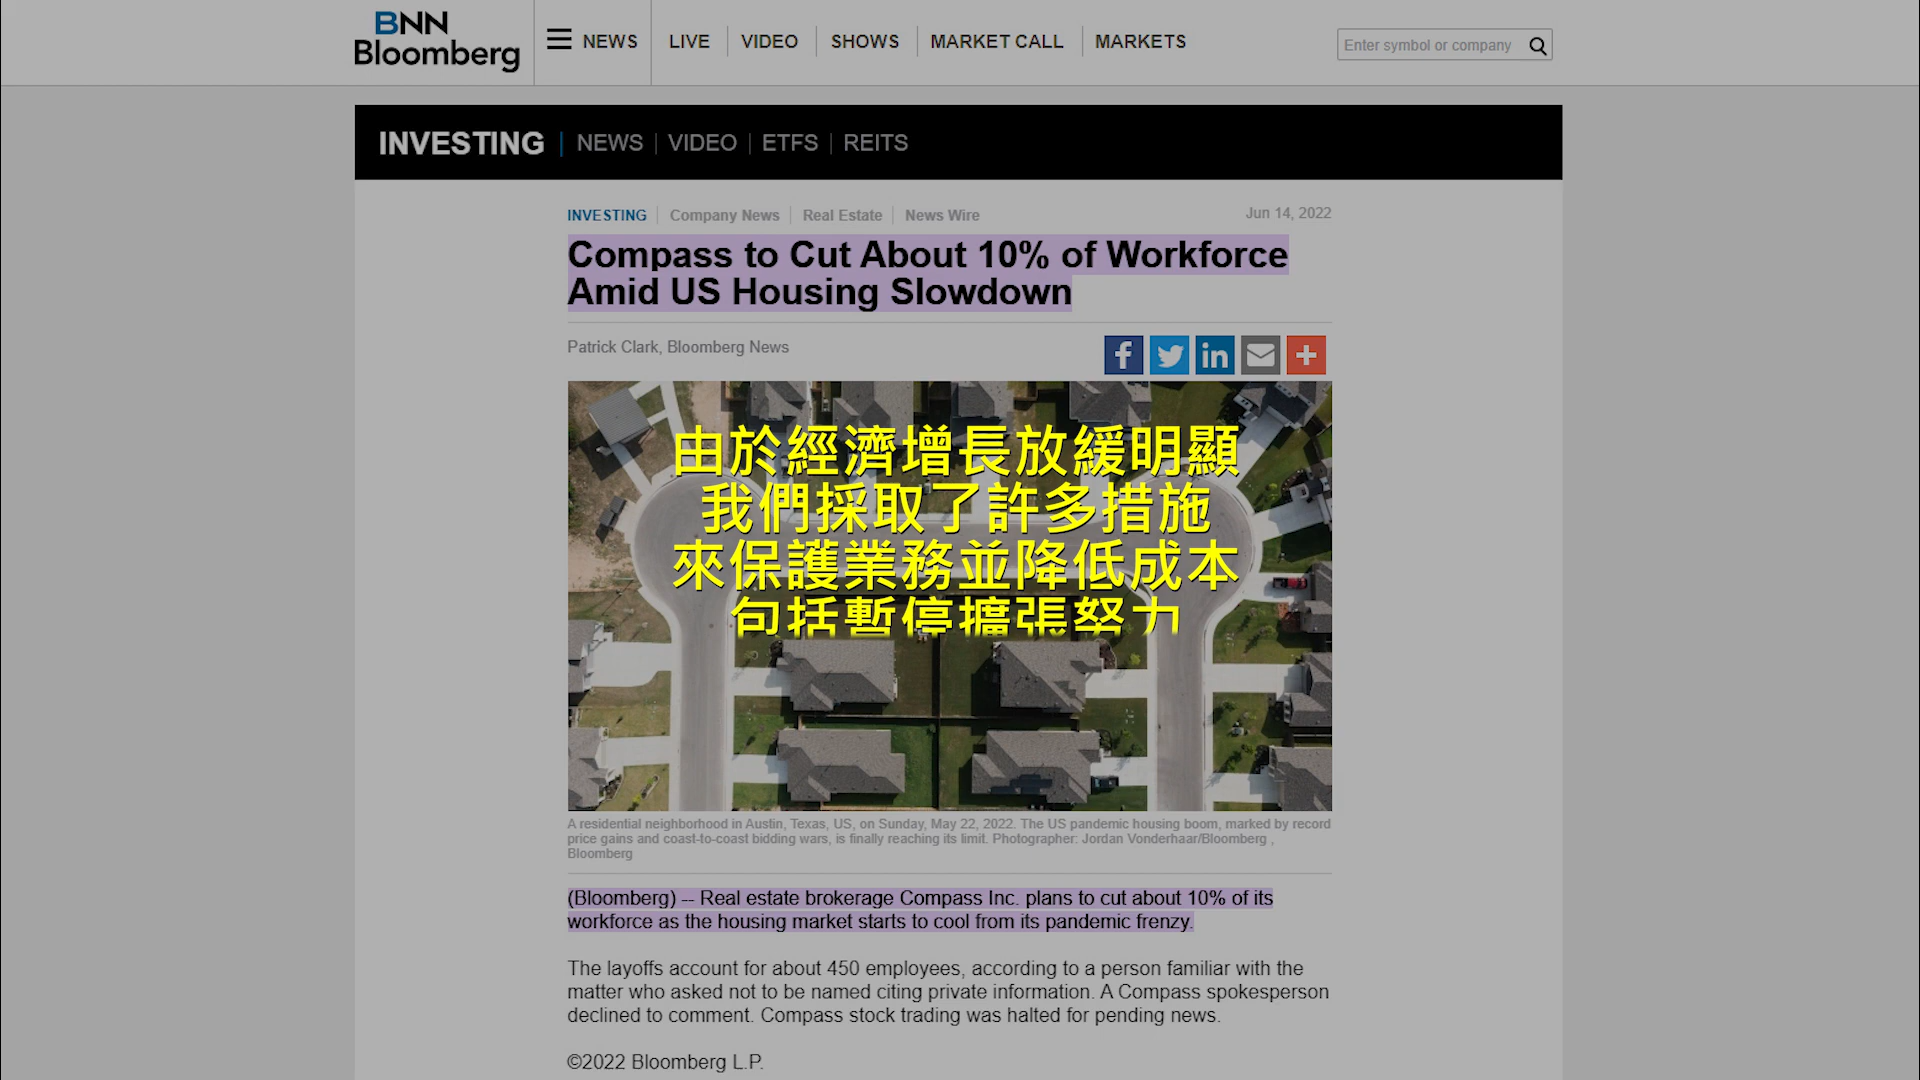 BNN
Bloomberg
NEWS
LIVE
VIDEO
SHOWS
MARKET CALL
MARKETS
Enter symbol or company
INVESTING | NEWS | VIDEO | ETFS | REITS
INVESTING Company News Real Estate News Wire
Jun 14, 2022
Compass to Cut About 10% of Workforce
Amid US Housing Slowdown
Patrick Clark, Bloomberg News
由於經濟增長放緩明顯
我們採取了許多措施
來保護業務並降低成本
包括暫停擴張努力
A residential neighborhood in Austin, Texas, US, on Sunday, May 22, 2022. The US pandemic housing boom, marked by record
price gains and coast-to-coast bidding wars, is finally reaching its limit. Photographer: Jordan Vonderhaar/Bloomberg ,
Bloomberg
(Bloomberg) -- Real estate brokerage Compass Inc. plans to cut about 10% of its
workforce as the housing market starts to cool from its pandemic frenzy.
The layoffs account for about 450 employees, according to a person familiar with the
matter who asked not to be named citing private information. A Compass spokesperson
declined to comment. Compass stock trading was halted for pending news.
©2022 Bloomberg L.P.